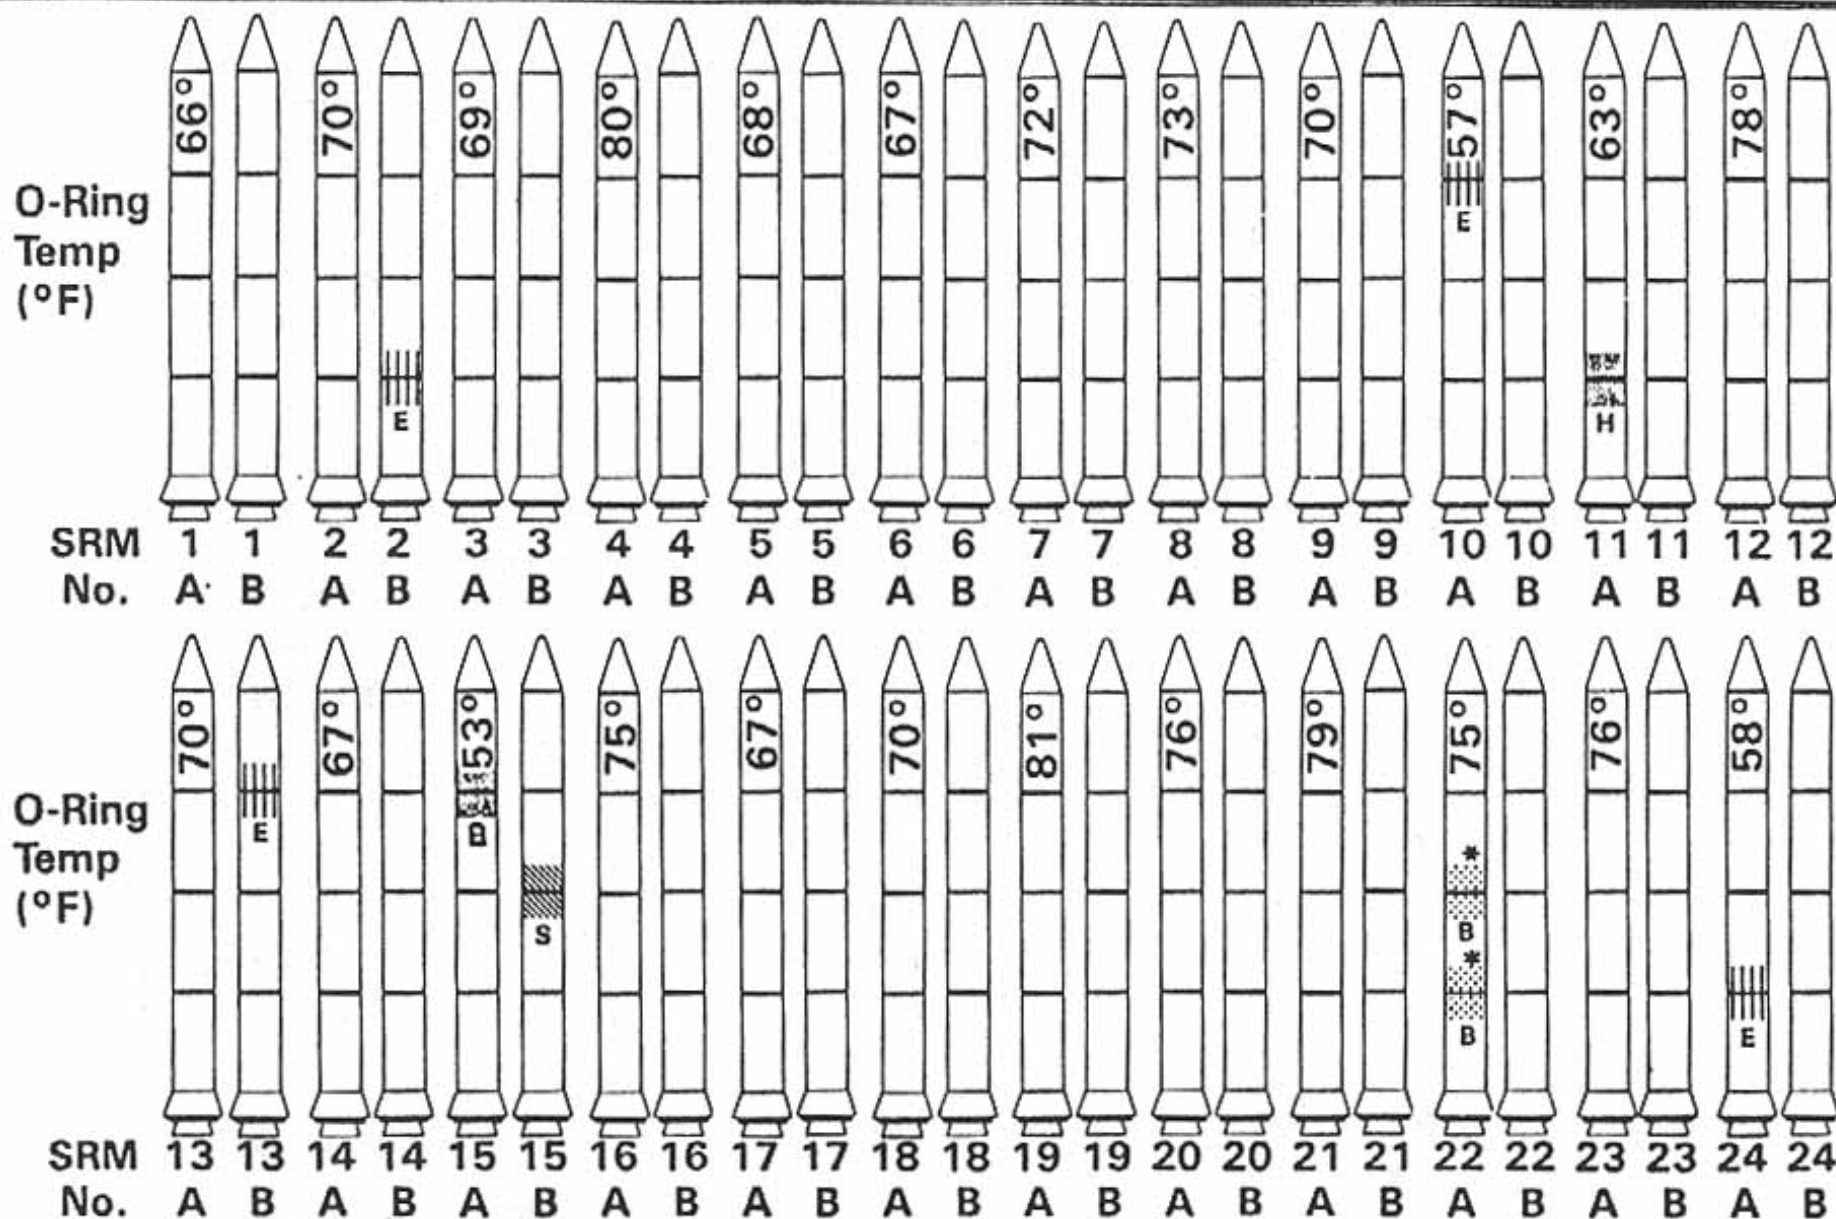 66° 70° 69° 80° 68° 67° 72° 73° 70° 57° 63° 78°
O-Ring
Temp
(°F)
E
E
H
SRM 1 1 2 2 3 3 4 4 5 5 6 6 7 7 8 8 9 9 10 10 11 11 12 12
No. A B A B A B A B A B A B A B A B A B A B A B A B
70° 67° 53° 75° 67° 70° 81° 76° 79° 75° 76° 58°
O-Ring
Temp
(°F)
E
B
*
B
S
*
B
E
SRM 13 13 14 14 15 15 16 16 17 17 18 18 19 19 20 20 21 21 22 22 23 23 24 24
No. A B A B A B A B A B A B A B A B A B A B A B A B